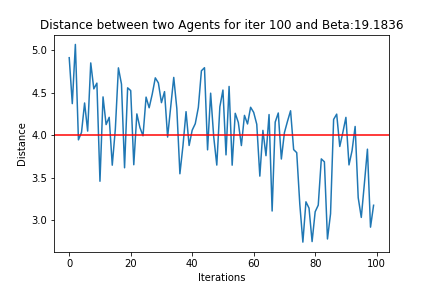 Distance between two Agents for iter 100 and Beta:19.1836
5.0
4.5
4.0
3.5
3.0
Distance
0 20 40 60 80 100
Iterations